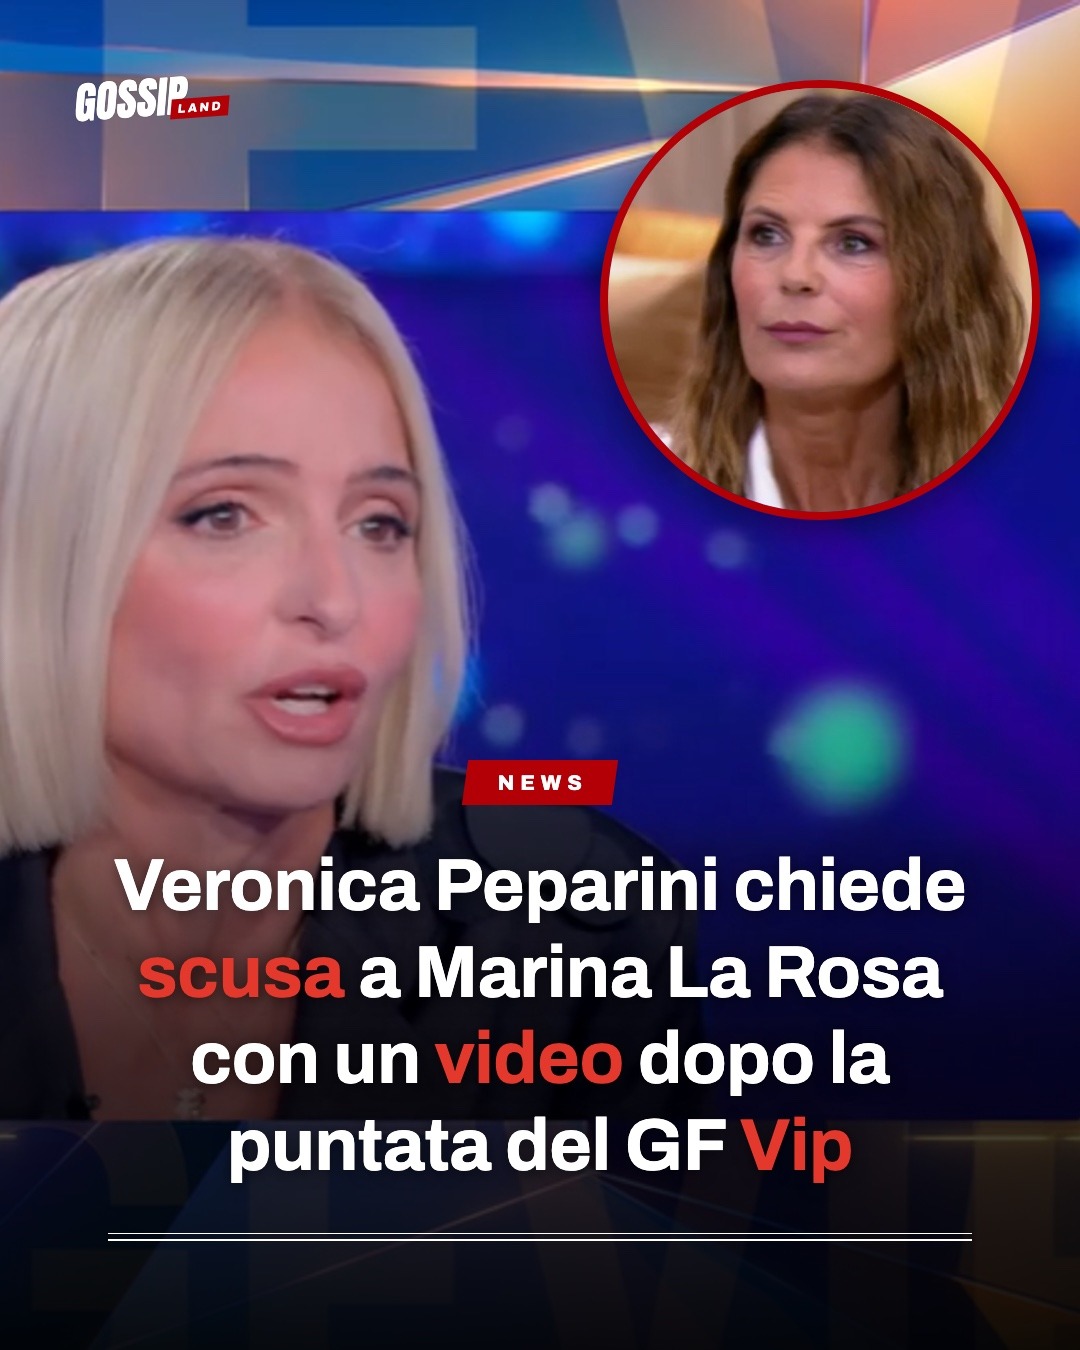 GOSSIP
LAND
NEWS
Veronica Peparini chiede
scusa a Marina La Rosa
con un video dopo la
puntata del GF Vip